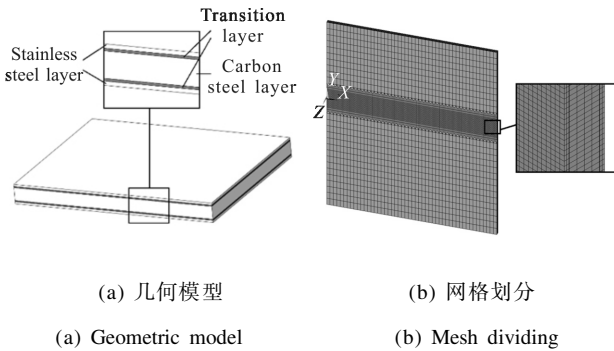 Stainless
steel layer
Transition
layer
Carbon
steel layer
Y
X
Z
(a) 几何模型
(b) 网格划分
(a) Geometric model
(b) Mesh dividing